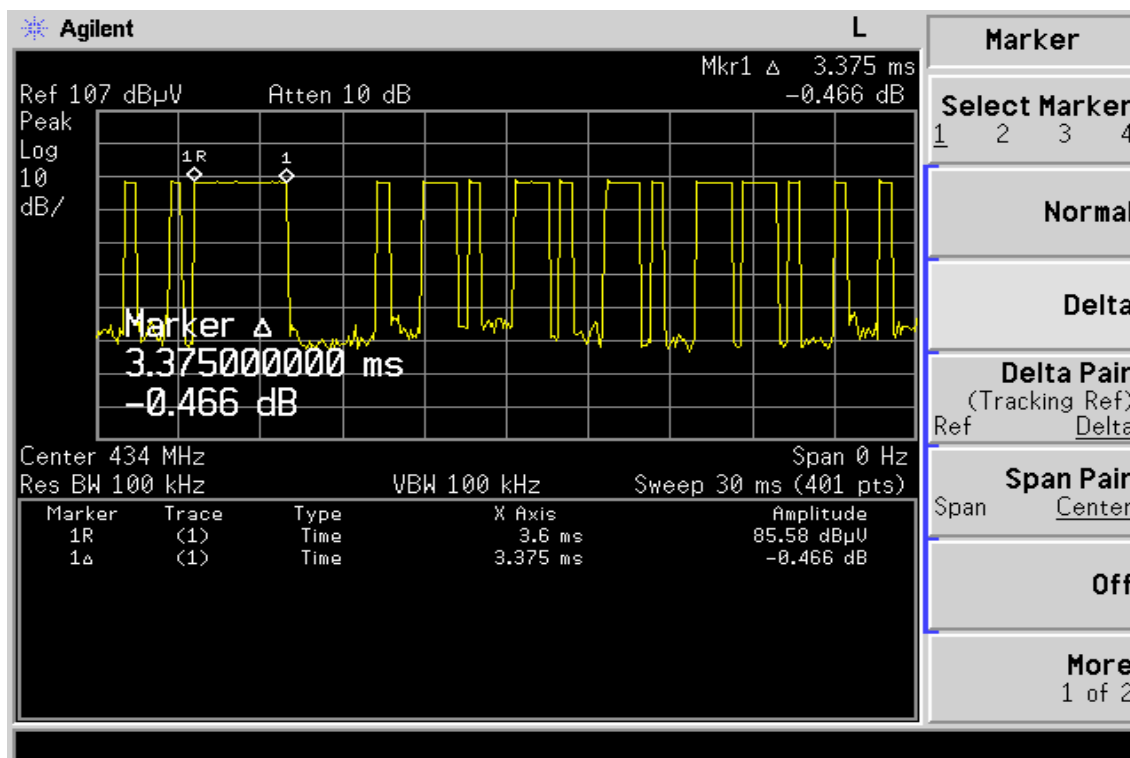 Agilent
L
Mkr1 Δ 3.375 ms
Ref 107 dBµV Atten 10 dB -0.466 dB
Peak
Log
10
dB/
1R 1
Marker Δ
3.375000000 ms
-0.466 dB
Center 434 MHz Span 0 Hz
Res BW 100 kHz VBW 100 kHz Sweep 30 ms (401 pts)
Marker Trace Type X Axis Amplitude
1R (1) Time 3.6 ms 85.58 dBµV
1Δ (1) Time 3.375 ms -0.466 dB
Marker
Select Marker
1 2 3 4
Normal
Delta
Delta Pair
(Tracking Ref)
Ref Delta
Span Pair
Span Center
Off
More
1 of 2